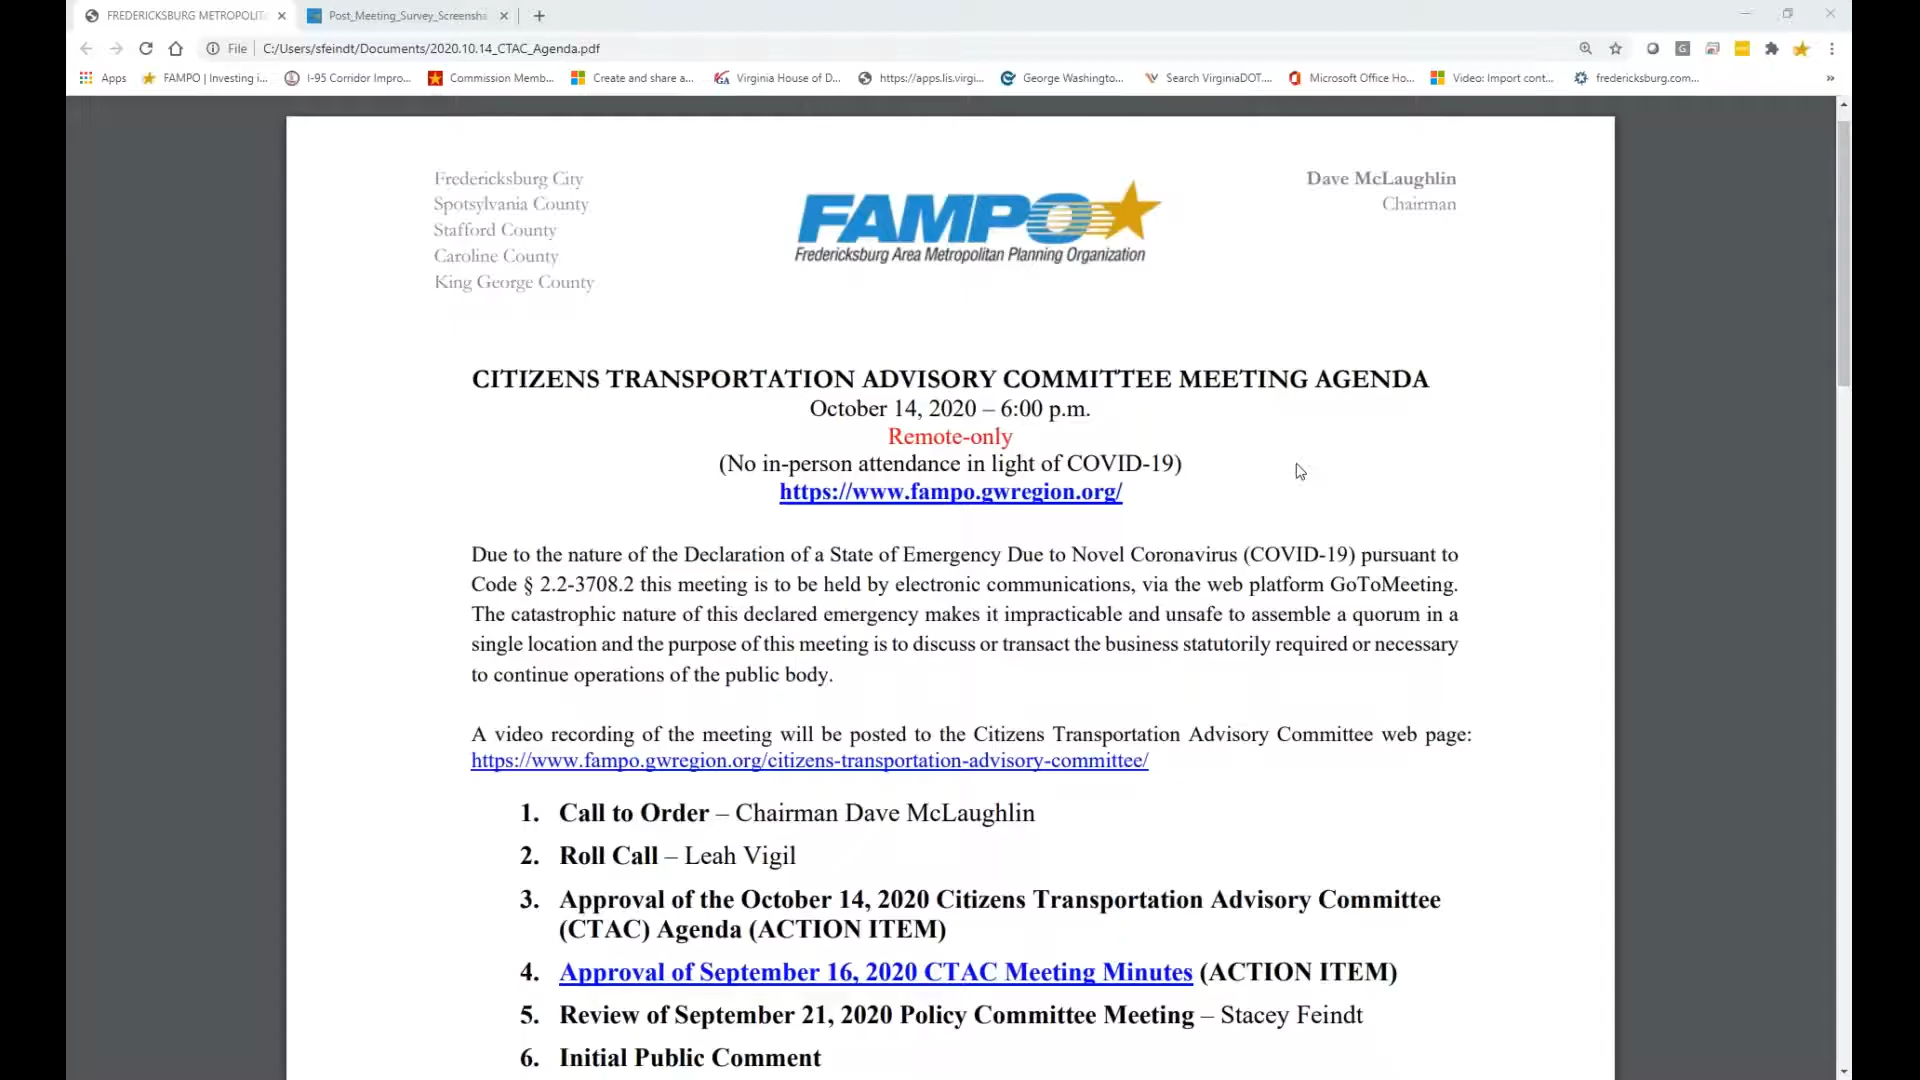 FREDERICKSBURG METROPOLIT
Post_Meeting_Survey_Screensha
File
C:/Users/sfeindt/Documents/2020.10.14_CTAC_Agenda.pdf
Apps
FAMPO | Investing i...
I-95 Corridor Impro...
Commission Memb...
Create and share a...
Virginia House of D...
https://apps.lis.virgi...
George Washingto...
Search VirginiaDOT....
Microsoft Office Ho...
Video: Import cont...
fredericksburg.com...
»
Fredericksburg City
Spotsylvania County
Stafford County
Caroline County
King George County
FAMPO
Fredericksburg Area Metropolitan Planning Organization
Dave McLaughlin
Chairman
CITIZENS TRANSPORTATION ADVISORY COMMITTEE MEETING AGENDA
October 14, 2020 – 6:00 p.m.
Remote-only
(No in-person attendance in light of COVID-19)
https://www.fampo.gwregion.org/
Due to the nature of the Declaration of a State of Emergency Due to Novel Coronavirus (COVID-19) pursuant to
Code § 2.2-3708.2 this meeting is to be held by electronic communications, via the web platform GoToMeeting.
The catastrophic nature of this declared emergency makes it impracticable and unsafe to assemble a quorum in a
single location and the purpose of this meeting is to discuss or transact the business statutorily required or necessary
to continue operations of the public body.
A video recording of the meeting will be posted to the Citizens Transportation Advisory Committee web page:
https://www.fampo.gwregion.org/citizens-transportation-advisory-committee/
1. Call to Order – Chairman Dave McLaughlin
2. Roll Call – Leah Vigil
3. Approval of the October 14, 2020 Citizens Transportation Advisory Committee
(CTAC) Agenda (ACTION ITEM)
4. Approval of September 16, 2020 CTAC Meeting Minutes (ACTION ITEM)
5. Review of September 21, 2020 Policy Committee Meeting – Stacey Feindt
6. Initial Public Comment